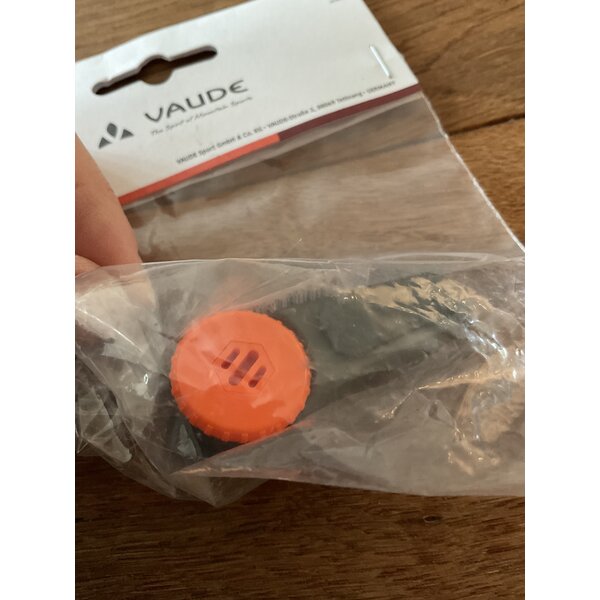 VAUDE
The Spirit of Mountain Sports
VAUDE Sport GmbH & Co. KG • VAUDE-Straße 2, 88069 Tettnang • GERMANY